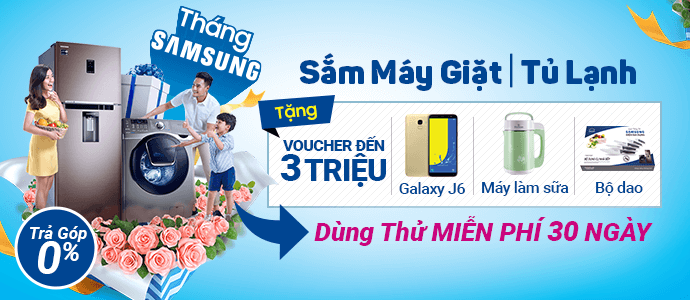 Tháng
SAMSUNG
Sắm Máy Giặt | Tủ Lạnh
Tặng
VOUCHER ĐẾN
3 TRIỆU
Galaxy J6
Máy làm sữa
Bộ dao
Trả Góp
0%
Dùng Thử MIỄN PHÍ 30 NGÀY